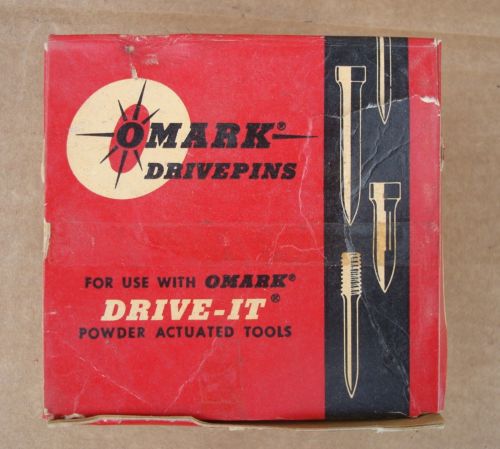 OMARK®
DRIVEPINS
FOR USE WITH OMARK®
DRIVE-IT®
POWDER ACTUATED TOOLS